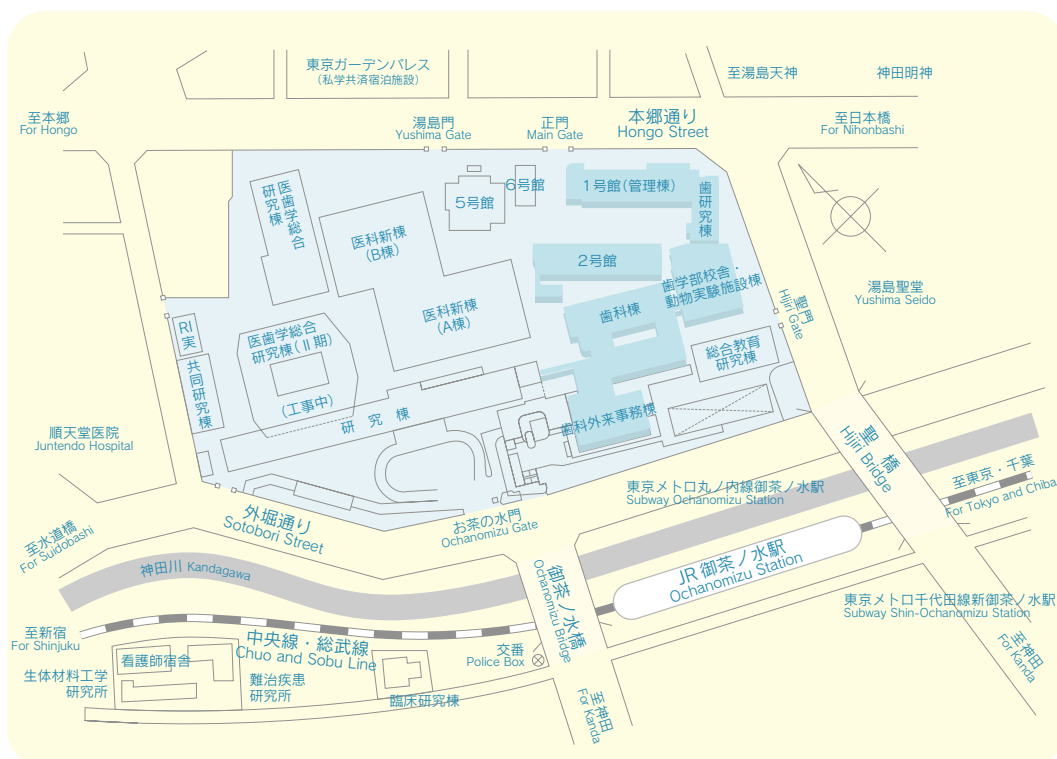 東京ガーデンパレス
(私学共済宿泊施設)
至湯島天神
神田明神
至本郷
For Hongo
湯島門
Yushima Gate
正門
Main Gate
本郷通り
Hongo Street
至日本橋
For Nihonbashi
医歯学総合
研究棟
5号館
6号館
1号館(管理棟)
歯研究棟
医科新棟
(B棟)
2号館
歯学部校舎・
動物実験施設棟
湯島聖堂
Yushima Seido
聖門
Hijiri Gate
医科新棟
(A棟)
歯科棟
RI
実
医歯学総合
研究棟(Ⅱ期)
(工事中)
総合教育
研究棟
共同研究棟
研究棟
歯科外来事務棟
順天堂医院
Juntendo Hospital
聖橋
Hijiri Bridge
至東京・千葉
For Tokyo and Chiba
東京メトロ丸ノ内線御茶ノ水駅
Subway Ochanomizu Station
外堀通り
Sotobori Street
お茶の水門
Ochanomizu Gate
至水道橋
For Suidobashi
神田川 Kandagawa
御茶ノ水橋
Ochanomizu Bridge
JR 御茶ノ水駅
Ochanomizu Station
東京メトロ千代田線新御茶ノ水駅
Subway Shin-Ochanomizu Station
至新宿
For Shinjuku
中央線・総武線
Chuo and Sobu Line
交番
Police Box
至神田
For Kanda
看護師宿舎
生体材料工学
研究所
難治疾患
研究所
臨床研究棟
至神田
For Kanda